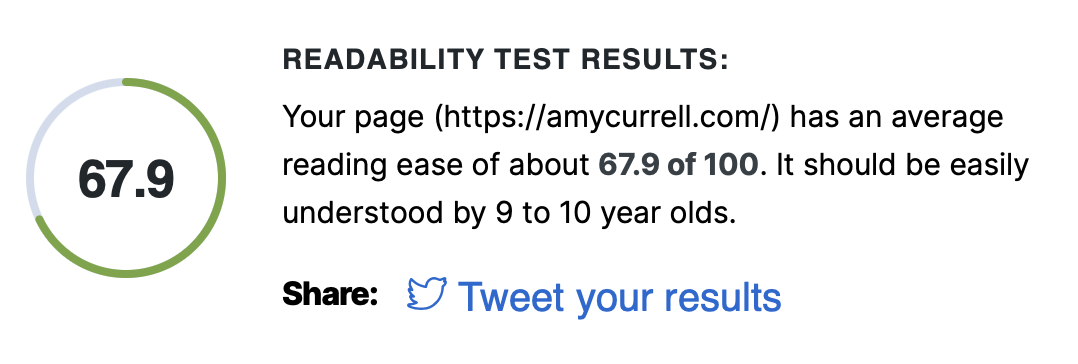 READABILITY TEST RESULTS:
Your page (https://amycurrell.com/) has an average
reading ease of about 67.9 of 100. It should be easily
understood by 9 to 10 year olds.
67.9
Share: Tweet your results